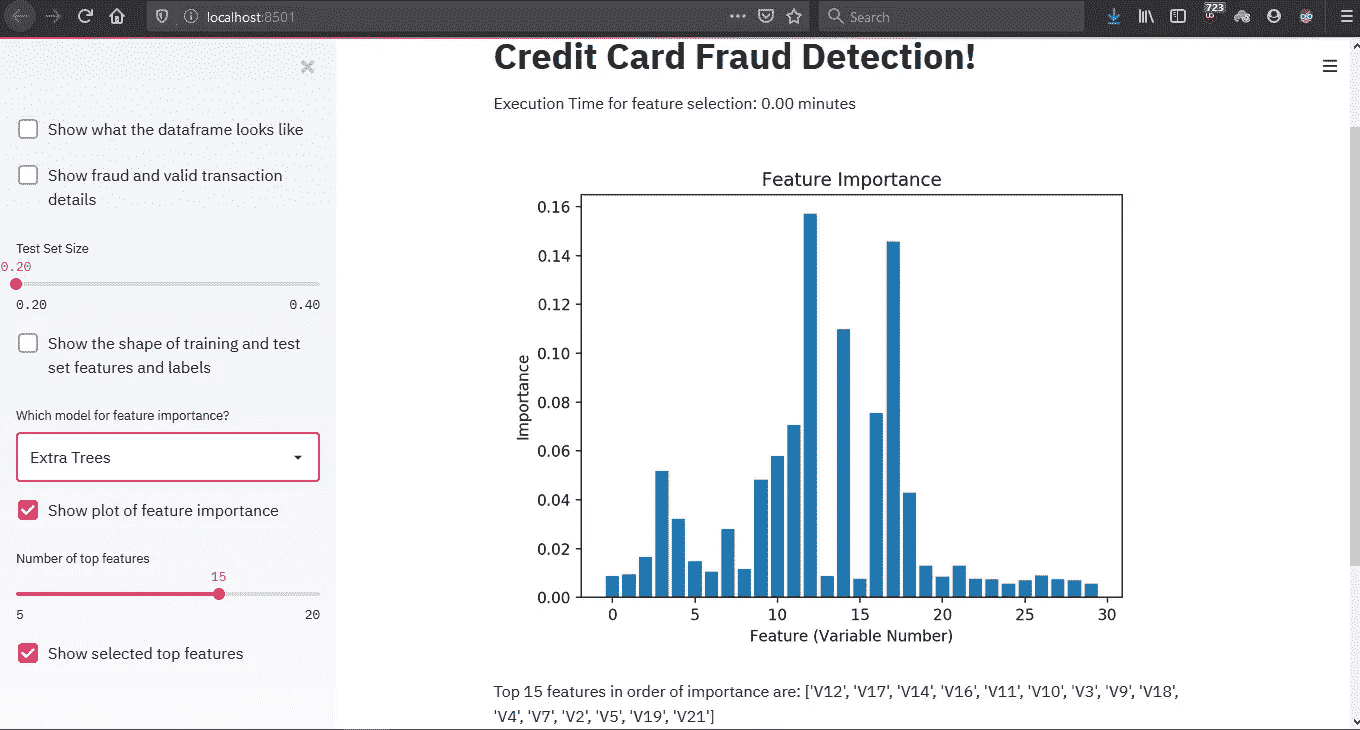 localhost:8501
Search
723
Credit Card Fraud Detection!
Execution Time for feature selection: 0.00 minutes
Show what the dataframe looks like
Show fraud and valid transaction
details
Test Set Size
0.20
0.20 0.40
Show the shape of training and test
set features and labels
Which model for feature importance?
Extra Trees
Show plot of feature importance
Number of top features
15
5 20
Show selected top features
Feature Importance
0.16
0.14
0.12
0.10
0.08
0.06
0.04
0.02
0.00
Importance
0 5 10 15 20 25 30
Feature (Variable Number)
Top 15 features in order of importance are: ['V12', 'V17', 'V14', 'V16', 'V11', 'V10', 'V3', 'V9', 'V18',
'V4', 'V7', 'V2', 'V5', 'V19', 'V21']